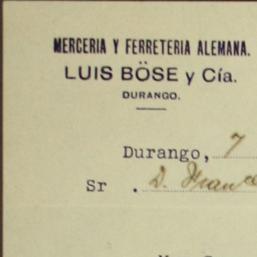 MERCERIA Y FERRETERIA ALEMANA.
LUIS BÖSE y Cía.
DURANGO.
Durango, 7
Sr. D.